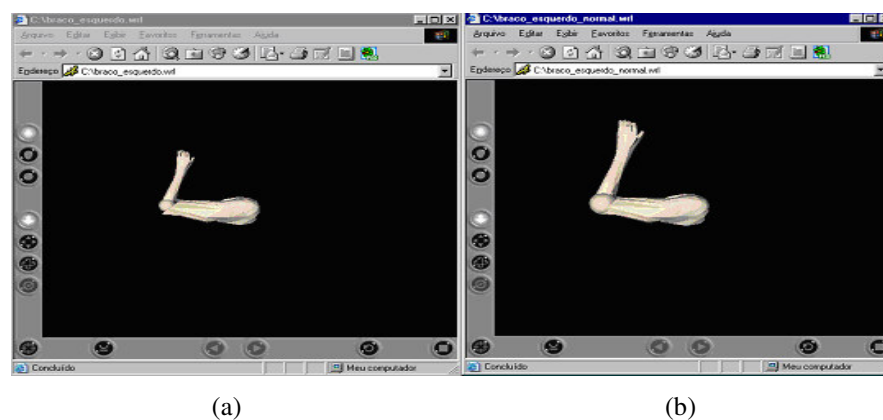 C:\braco_esquerdo.wrl
Arquivo Editar Exibir Favoritos Ferramentas Ajuda
Endereço C:\braco_esquerdo.wrl
Concluído Meu computador
(a)
C:\braco_esquerdo_normal.wrl
Arquivo Editar Exibir Favoritos Ferramentas Ajuda
Endereço C:\braco_esquerdo_normal.wrl
Concluído Meu computador
(b)